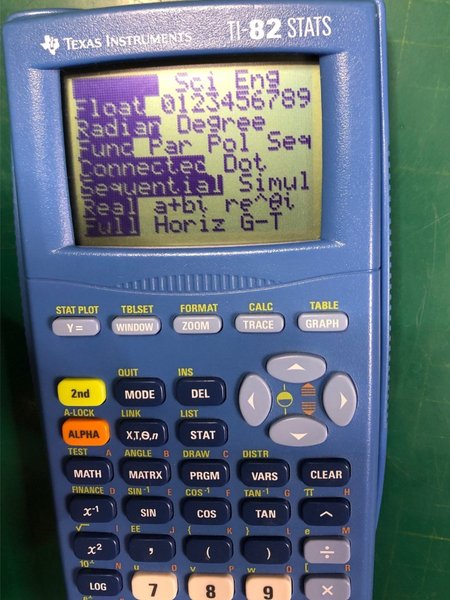 TEXAS INSTRUMENTS TI-82 STATS
Sci Eng
Float 0123456789
Radian Degree
Func Par Pol Seq
Connected Dot
Sequential Simul
Real a+bi re^θi
Full Horiz G-T
STAT PLOT TBLSET FORMAT CALC TABLE
Y= WINDOW ZOOM TRACE GRAPH
QUIT INS
2nd MODE DEL
A-LOCK LINK LIST
ALPHA X,T,Θ,n STAT
TEST A ANGLE B DRAW C DISTR
MATH MATRX PRGM VARS CLEAR
FINANCE D SIN⁻¹ E COS⁻¹ F TAN⁻¹ G π H
x⁻¹ SIN COS TAN ^
√ I EE J { K } L e M
x² , ( ) ÷
10ˣ N u O v P w Q [ R
LOG 7 8 9 ×